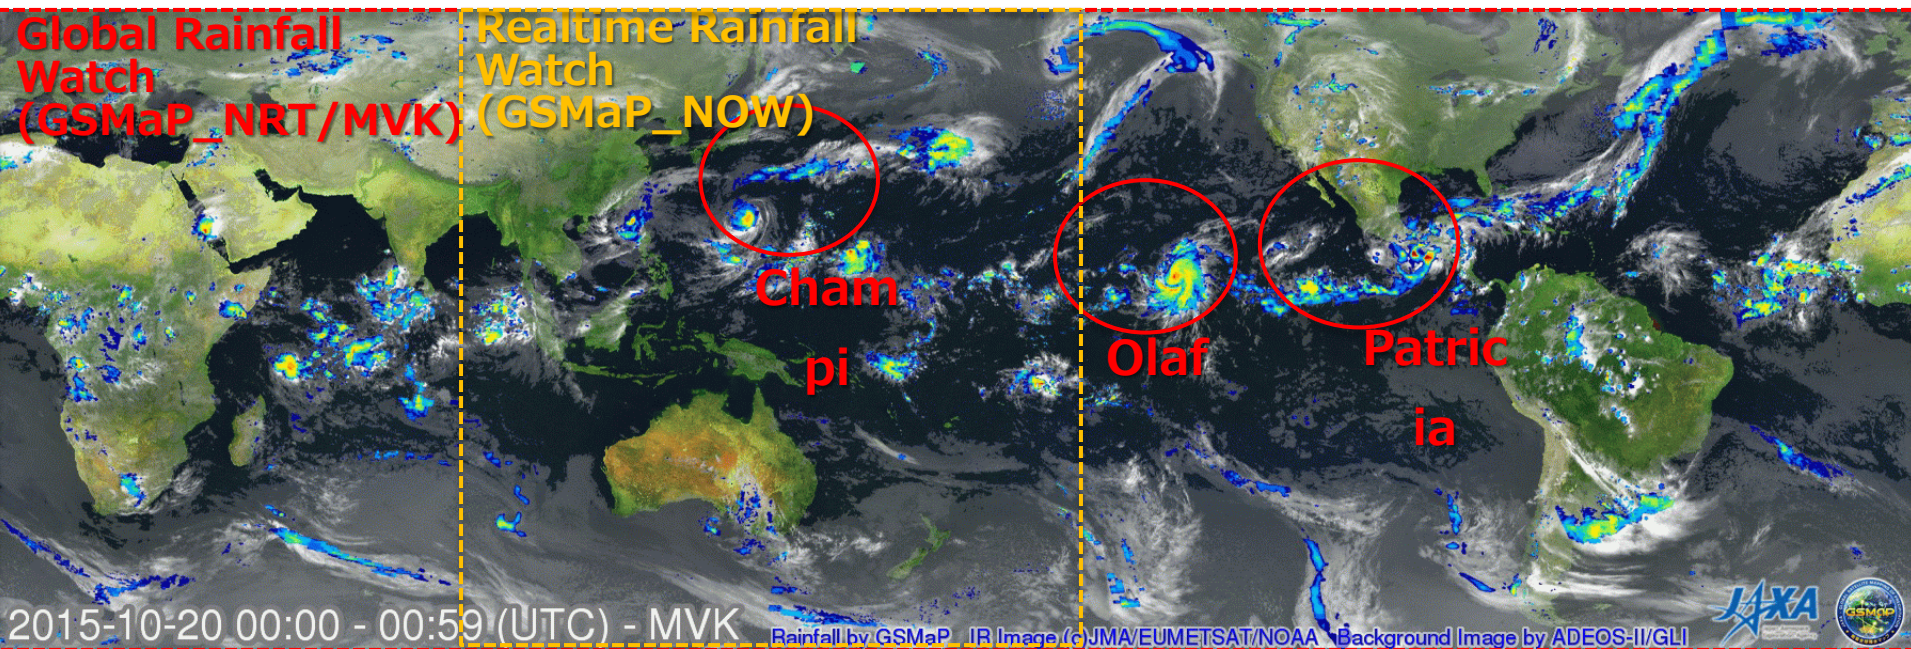 Global Rainfall
Watch
(GSMaP_NRT/MVK)
Realtime Rainfall
Watch
(GSMaP_NOW)
Cham
pi
Olaf
Patric
ia
2015-10-20 00:00 - 00:59 (UTC) - MVK
Rainfall by GSMaP IR Image (c)JMA/EUMETSAT/NOAA Background Image by ADEOS-II/GLI
JAXA
GSMaP